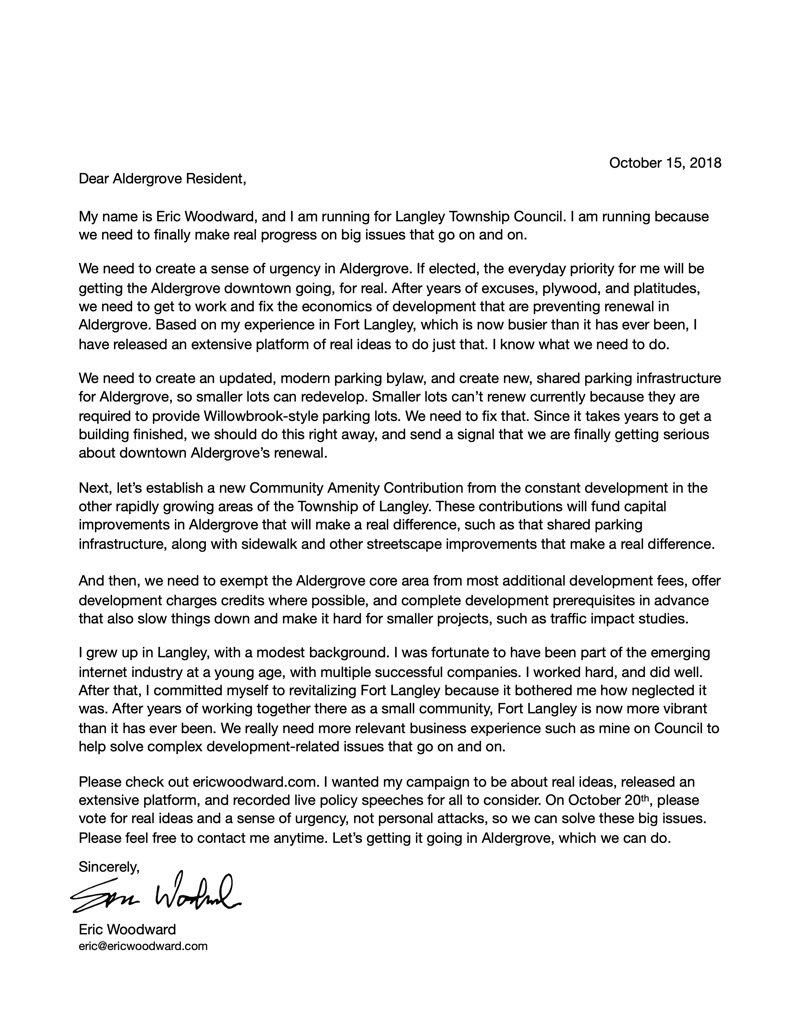 October 15, 2018
Dear Aldergrove Resident,
My name is Eric Woodward, and I am running for Langley Township Council. I am running because
we need to finally make real progress on big issues that go on and on.
We need to create a sense of urgency in Aldergrove. If elected, the everyday priority for me will be
getting the Aldergrove downtown going, for real. After years of excuses, plywood, and platitudes,
we need to get to work and fix the economics of development that are preventing renewal in
Aldergrove. Based on my experience in Fort Langley, which is now busier than it has ever been, I
have released an extensive platform of real ideas to do just that. I know what we need to do.
We need to create an updated, modern parking bylaw, and create new, shared parking infrastructure
for Aldergrove, so smaller lots can redevelop. Smaller lots can’t renew currently because they are
required to provide Willowbrook-style parking lots. We need to fix that. Since it takes years to get a
building finished, we should do this right away, and send a signal that we are finally getting serious
about downtown Aldergrove’s renewal.
Next, let’s establish a new Community Amenity Contribution from the constant development in the
other rapidly growing areas of the Township of Langley. These contributions will fund capital
improvements in Aldergrove that will make a real difference, such as that shared parking
infrastructure, along with sidewalk and other streetscape improvements that make a real difference.
And then, we need to exempt the Aldergrove core area from most additional development fees, offer
development charges credits where possible, and complete development prerequisites in advance
that also slow things down and make it hard for smaller projects, such as traffic impact studies.
I grew up in Langley, with a modest background. I was fortunate to have been part of the emerging
internet industry at a young age, with multiple successful companies. I worked hard, and did well.
After that, I committed myself to revitalizing Fort Langley because it bothered me how neglected it
was. After years of working together there as a small community, Fort Langley is now more vibrant
than it has ever been. We really need more relevant business experience such as mine on Council to
help solve complex development-related issues that go on and on.
Please check out ericwoodward.com. I wanted my campaign to be about real ideas, released an
extensive platform, and recorded live policy speeches for all to consider. On October 20th, please
vote for real ideas and a sense of urgency, not personal attacks, so we can solve these big issues.
Please feel free to contact me anytime. Let’s getting it going in Aldergrove, which we can do.
Sincerely,
Eric Woodward
eric@ericwoodward.com